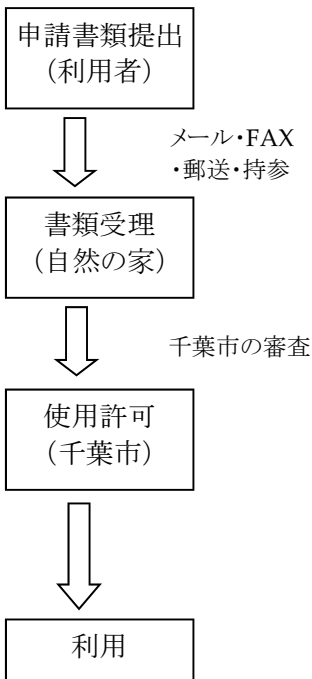 申請書類提出
（利用者）
メール・FAX
・郵送・持参
書類受理
（自然の家）
千葉市の審査
使用許可
（千葉市）
利用